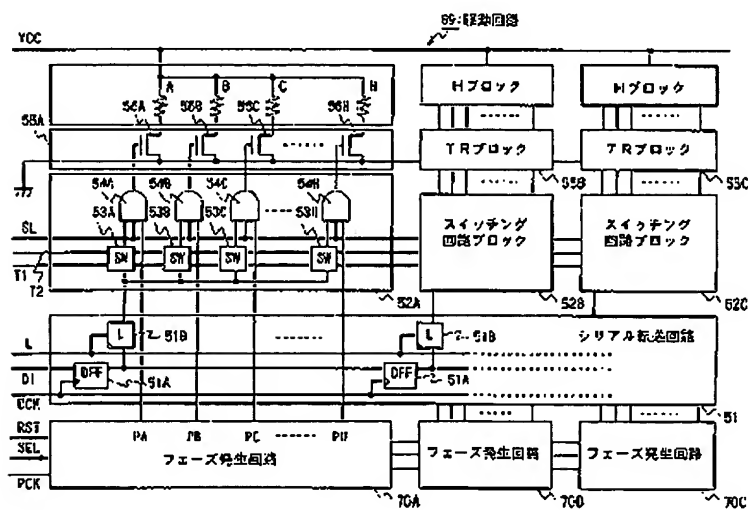 69:駆動回路
VCC
A B C H
56A 56B 56C 56H
Hブロック
Hブロック
55A
TRブロック
TRブロック
55B
55C
54A 54B 54C 54H
53A 53B 53C 53H
SL
SW SW SW SW
T1
T2
スイッチング
回路ブロック
スイッチング
回路ブロック
52A
52B
52C
L 51B
L 51B
シリアル転送回路
L
DI
DFF 51A
DFF 51A
CCK
51
RST
SEL
PCK
PA PB PC PH
フェーズ発生回路
フェーズ発生回路
フェーズ発生回路
70A
70C